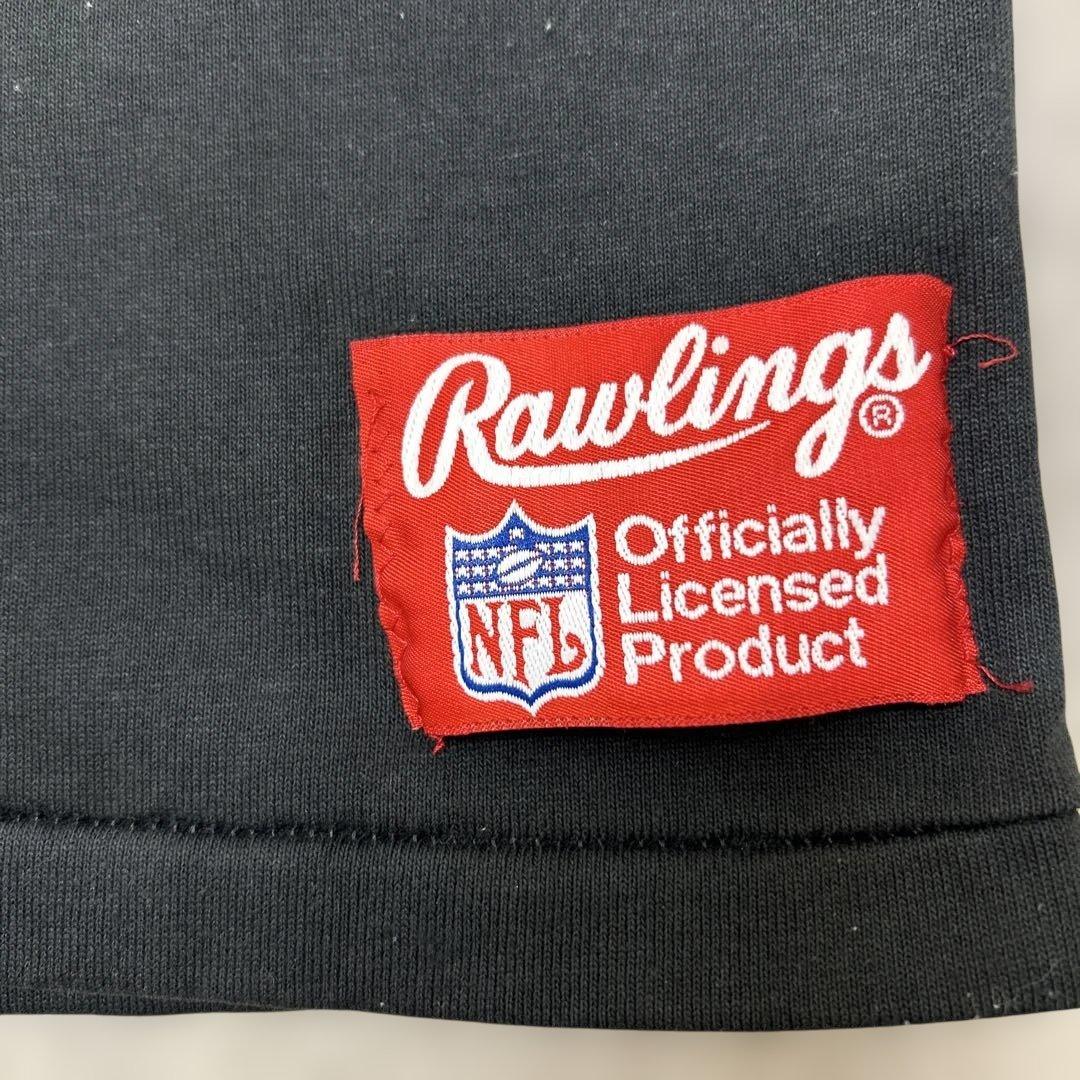 Rawlings®
NFL
Officially
Licensed
Product